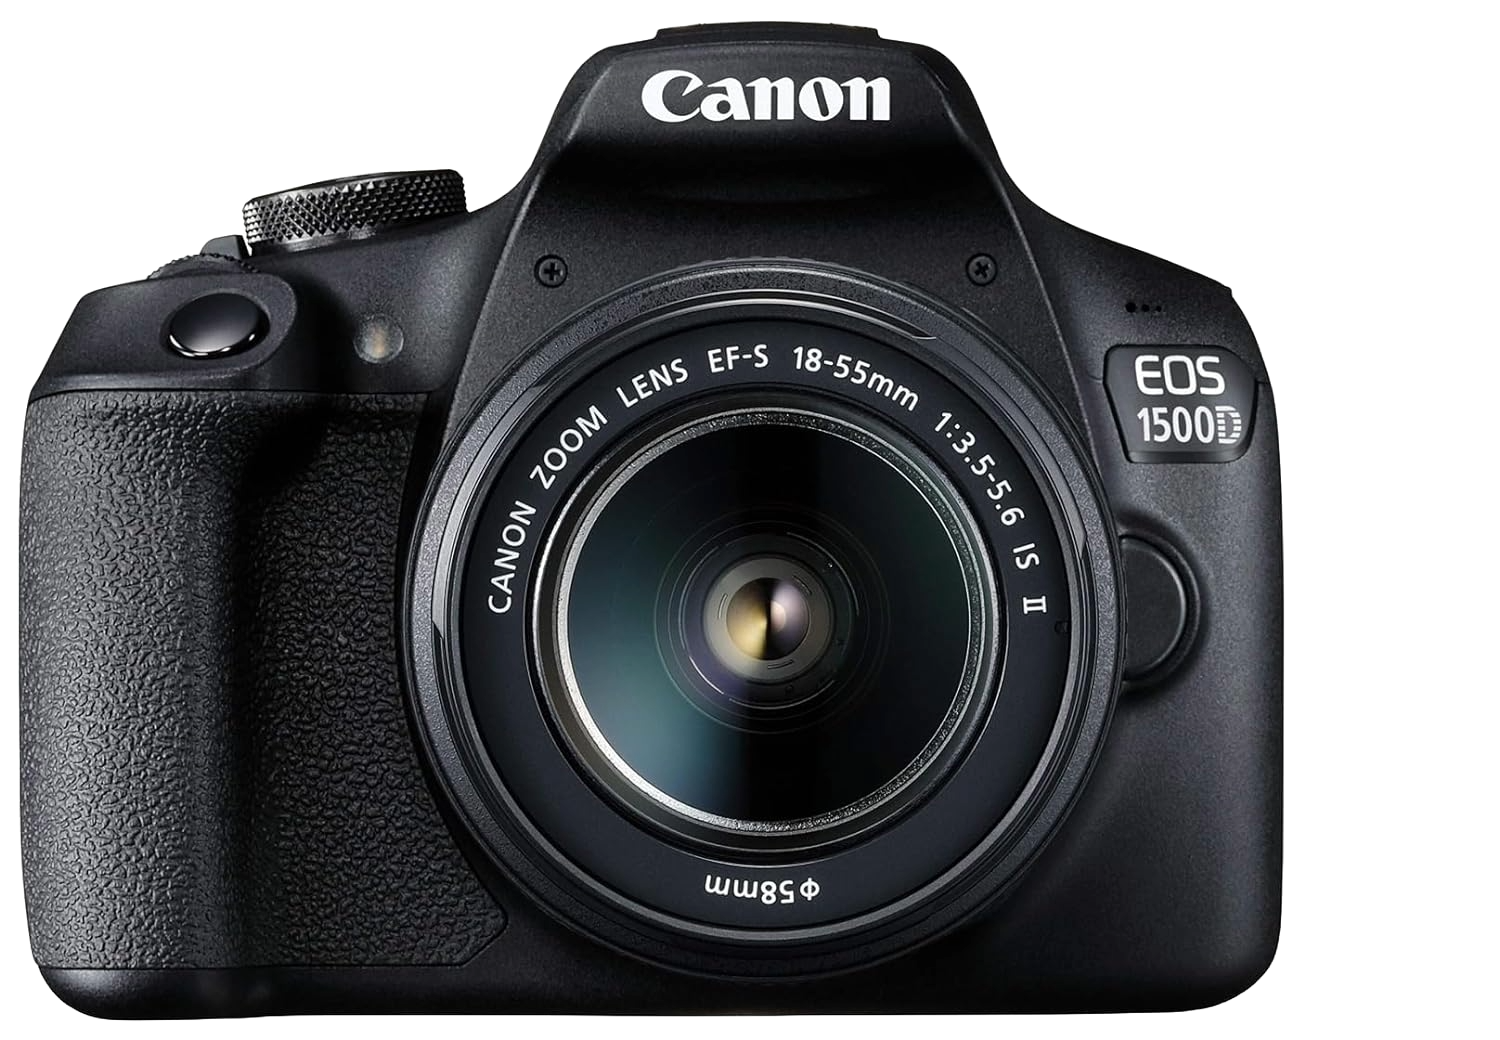 Canon
EOS
1500D
CANON ZOOM LENS EF-S 18-55mm 1:3.5-5.6 IS II
ϕ58mm